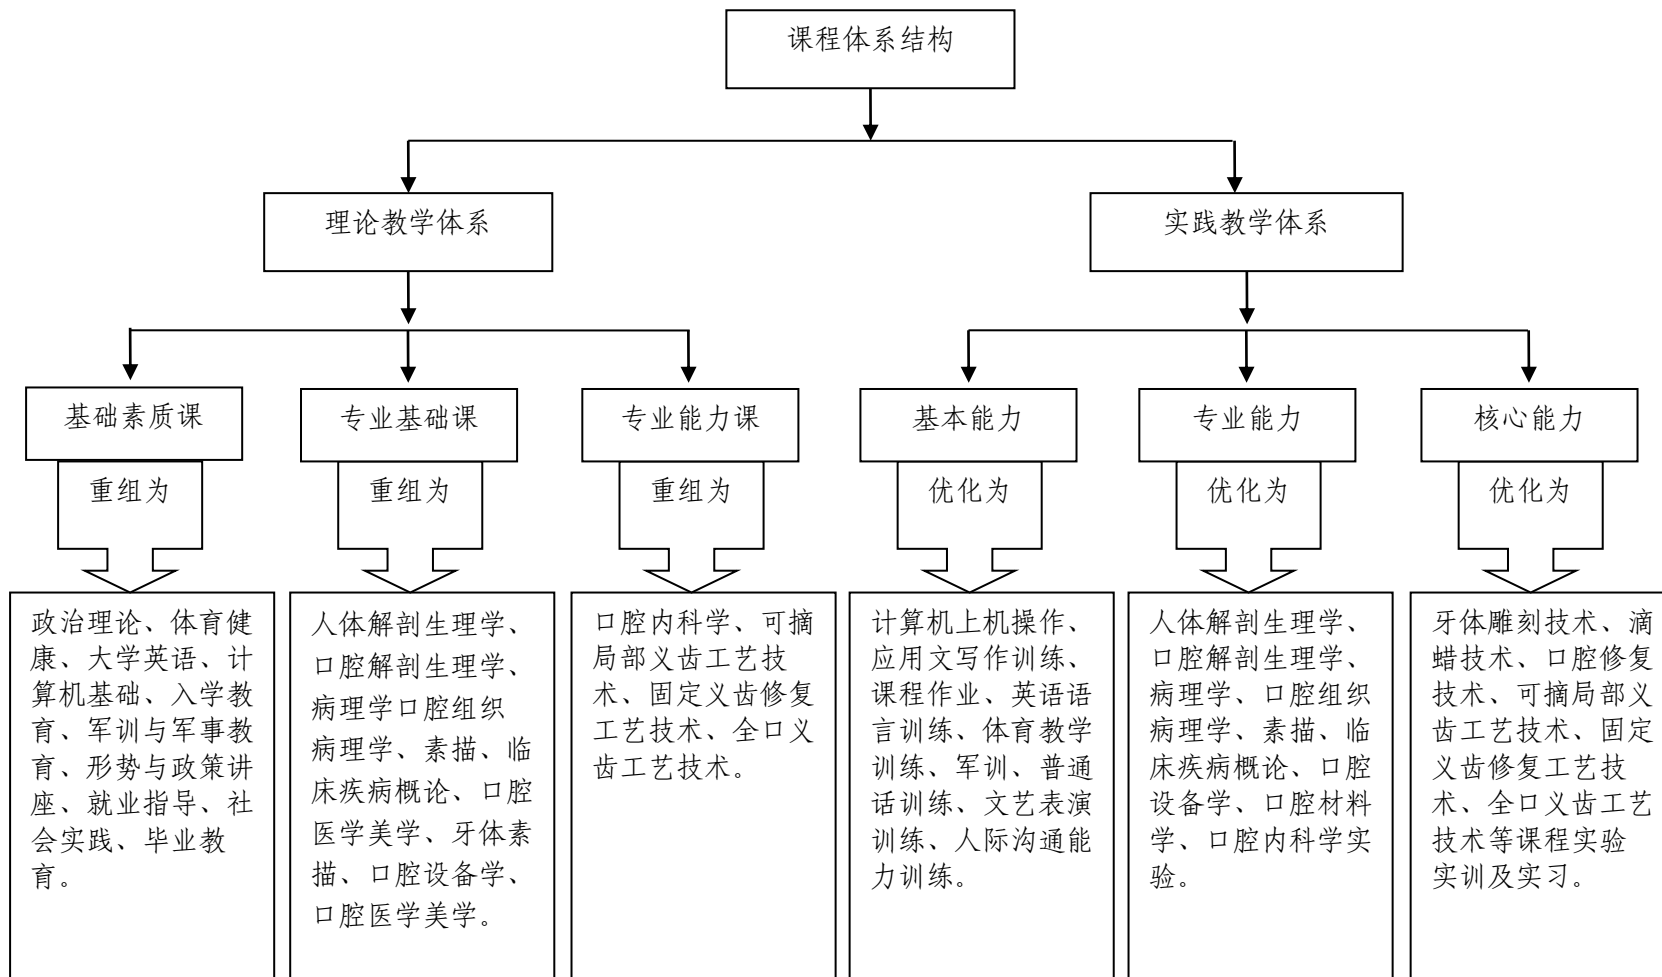 课程体系结构
理论教学体系
实践教学体系
基础素质课
专业基础课
专业能力课
基本能力
专业能力
核心能力
重组为
重组为
重组为
优化为
优化为
优化为
政治理论、体育健
康、大学英语、计
算机基础、入学教
育、军训与军事教
育、形势与政策讲
座、就业指导、社
会实践、毕业教
育。
人体解剖生理学、
口腔解剖生理学、
病理学口腔组织
病理学、素描、临
床疾病概论、口腔
医学美学、牙体素
描、口腔设备学、
口腔医学美学。
口腔内科学、可摘
局部义齿工艺技
术、固定义齿修复
工艺技术、全口义
齿工艺技术。
计算机上机操作、
应用文写作训练、
课程作业、英语语
言训练、体育教学
训练、军训、普通
话训练、文艺表演
训练、人际沟通能
力训练。
人体解剖生理学、
口腔解剖生理学、
病理学、口腔组织
病理学、素描、临
床疾病概论、口腔
设备学、口腔材料
学、口腔内科学实
验。
牙体雕刻技术、滴
蜡技术、口腔修复
技术、可摘局部义
齿工艺技术、固定
义齿修复工艺技
术、全口义齿工艺
技术等课程实验
实训及实习。